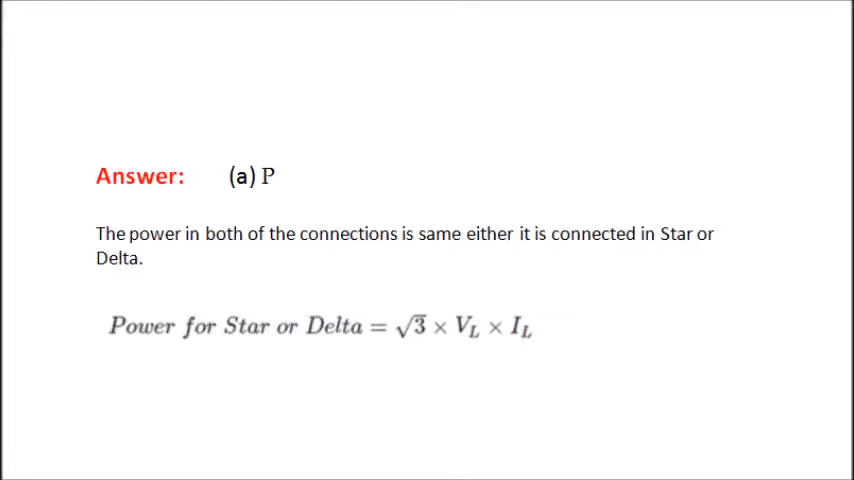 Answer: (a) P
The power in both of the connections is same either it is connected in Star or
Delta.
Power for Star or Delta = √3 × V_L × I_L